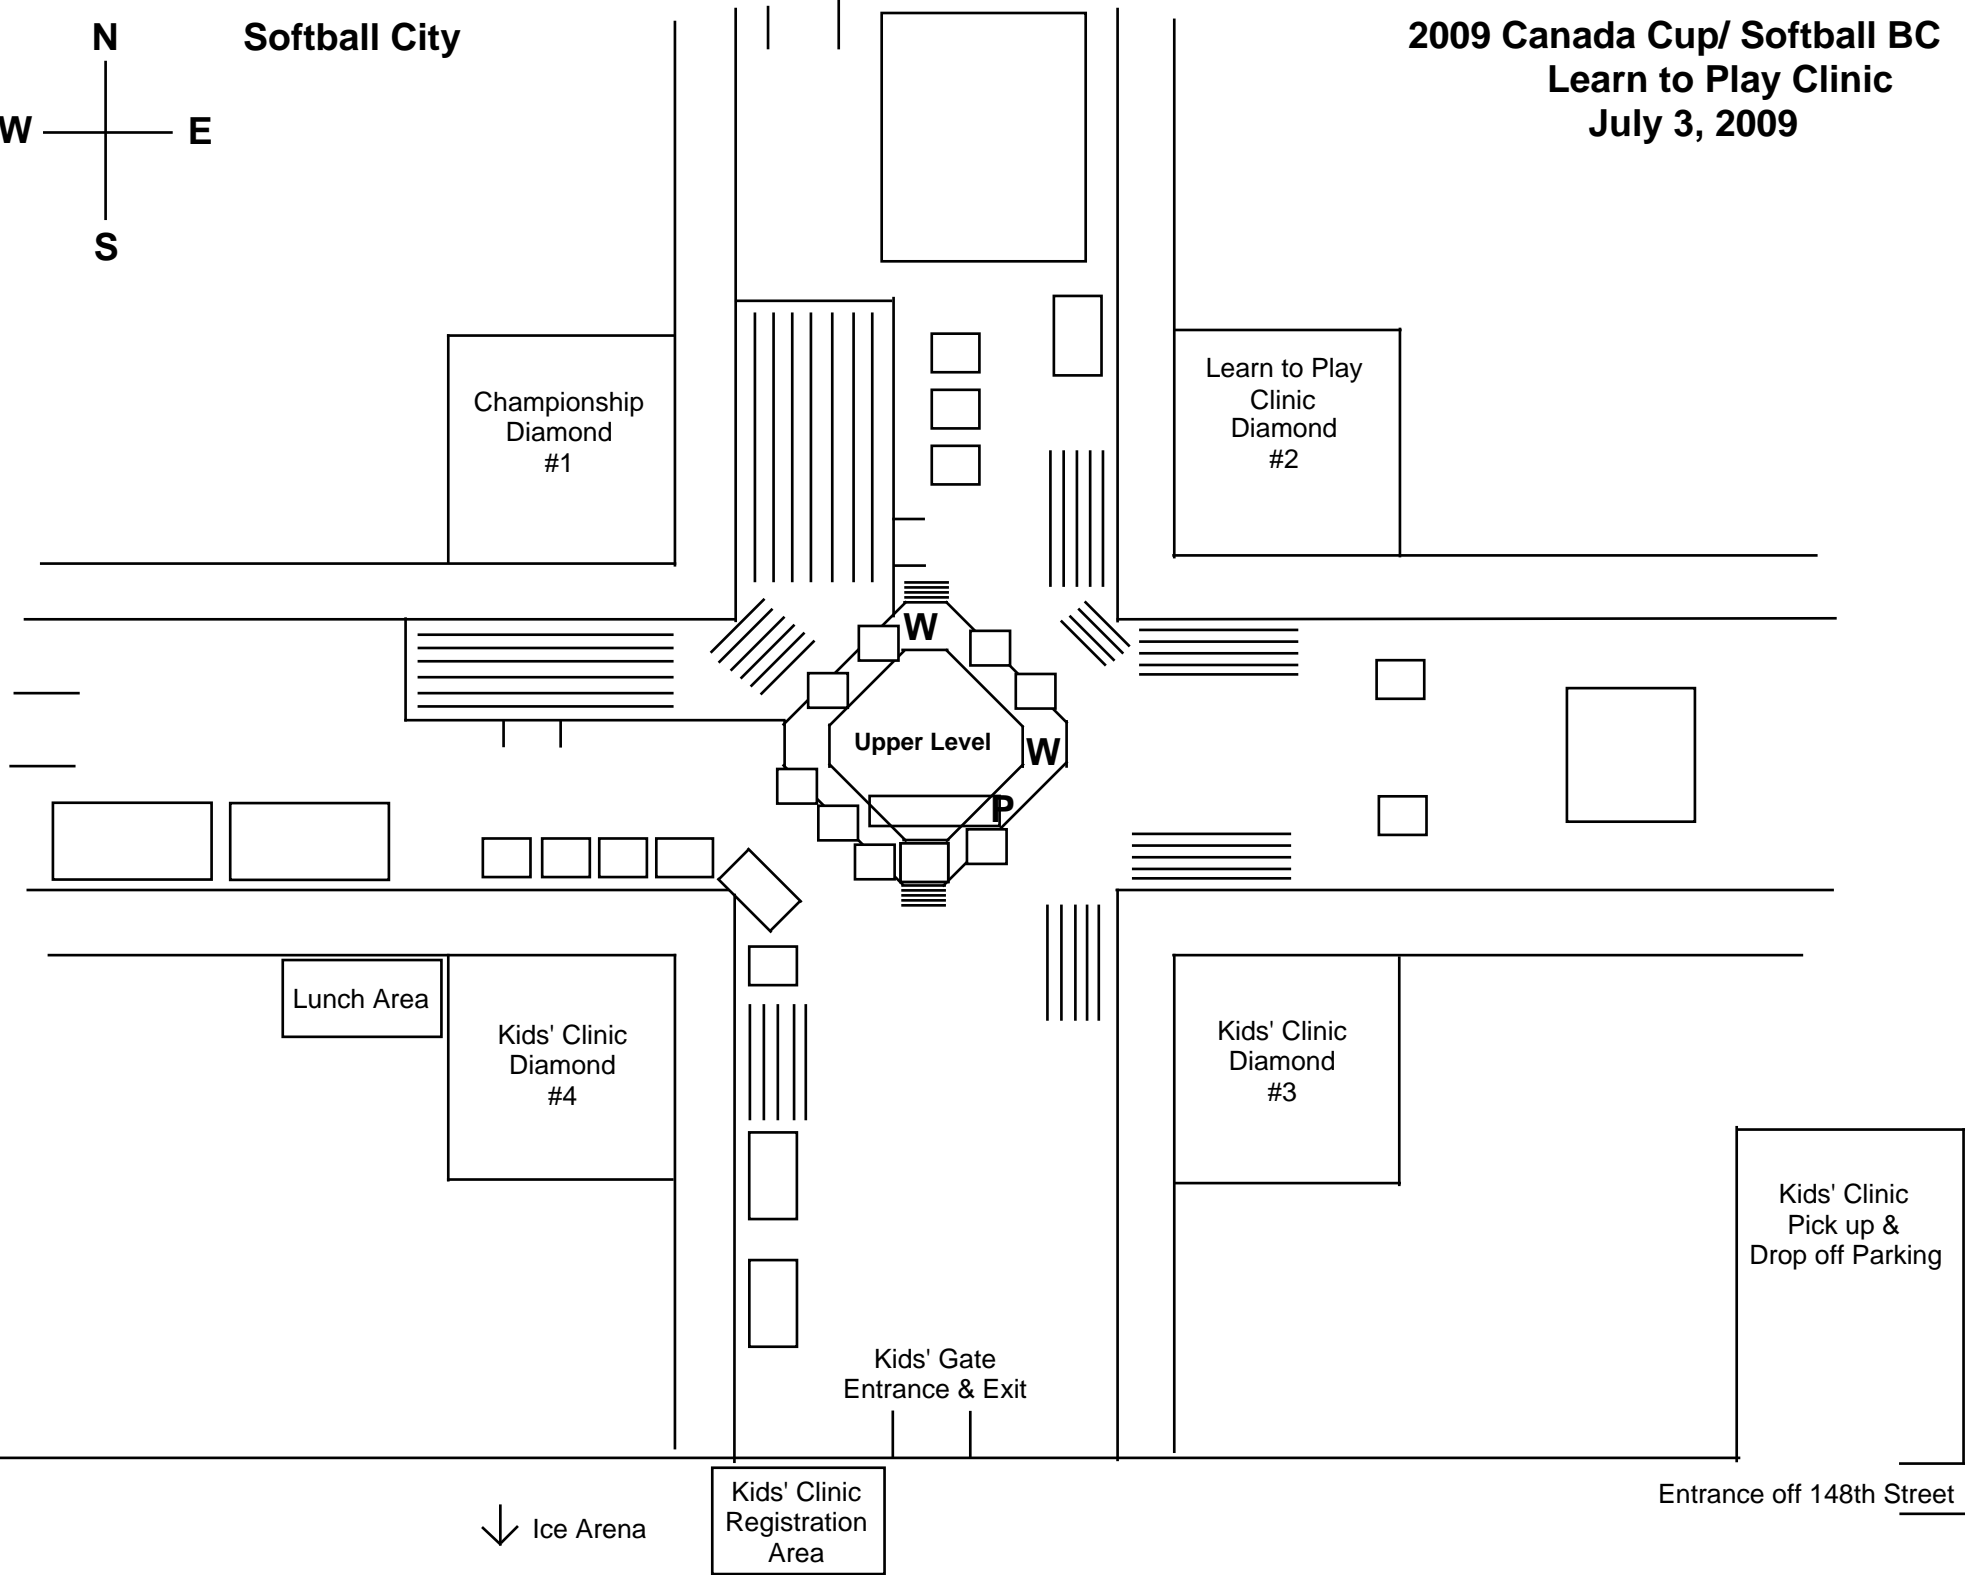 N
Softball City
W
E
S
2009 Canada Cup/ Softball BC
Learn to Play Clinic
July 3, 2009
Championship
Diamond
#1
Learn to Play
Clinic
Diamond
#2
W
Upper Level
W
P
Lunch Area
Kids' Clinic
Diamond
#4
Kids' Clinic
Diamond
#3
Kids' Clinic
Pick up &
Drop off Parking
Kids' Gate
Entrance & Exit
Ice Arena
Kids' Clinic
Registration
Area
Entrance off 148th Street